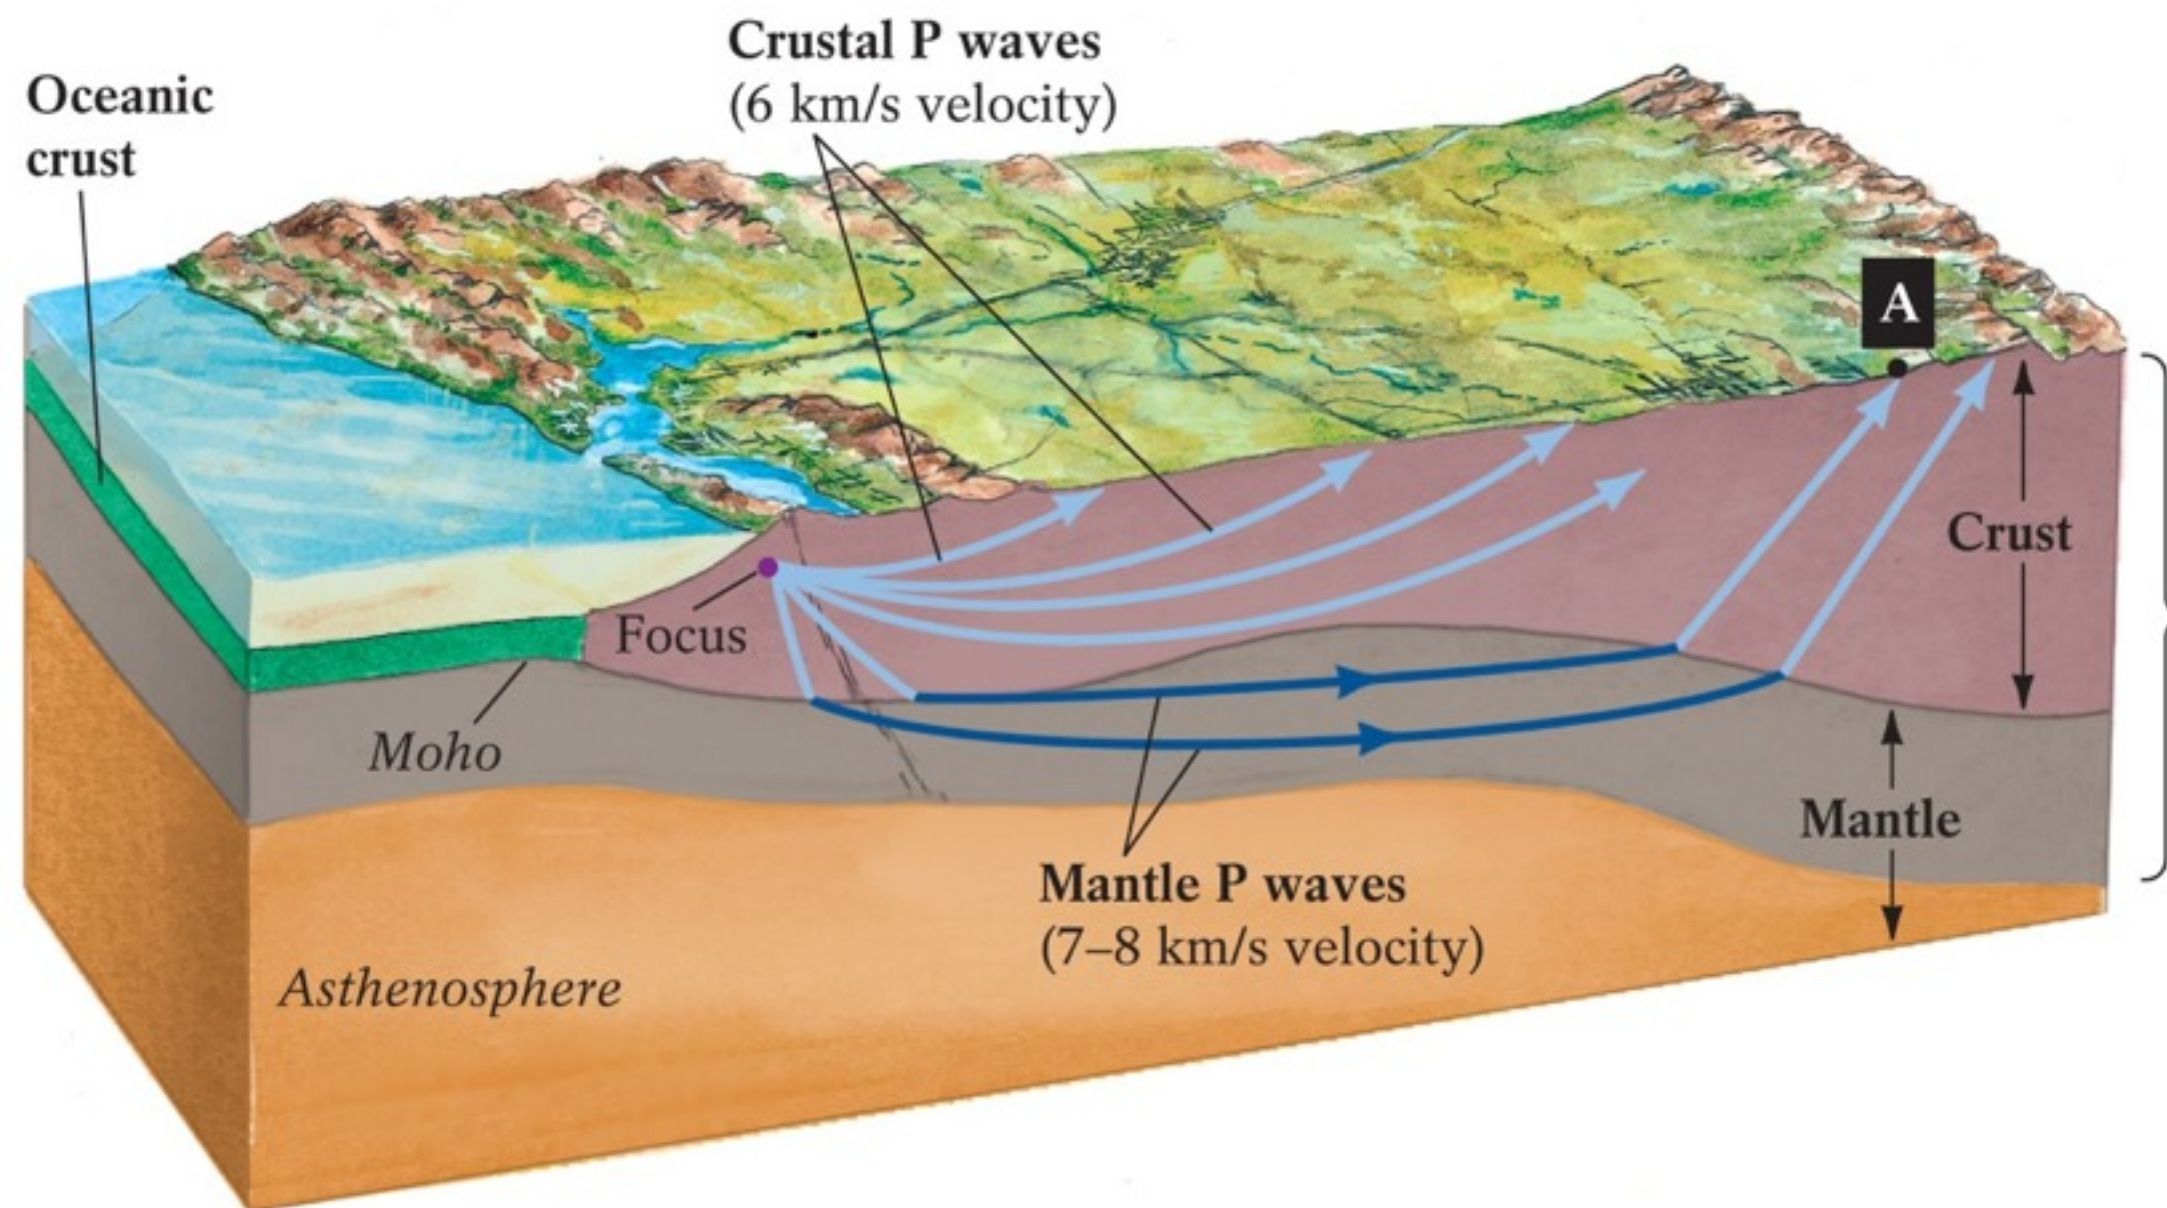 Crustal P waves
(6 km/s velocity)
Oceanic
crust
A
Crust
Focus
Moho
Mantle
Mantle P waves
(7–8 km/s velocity)
Asthenosphere